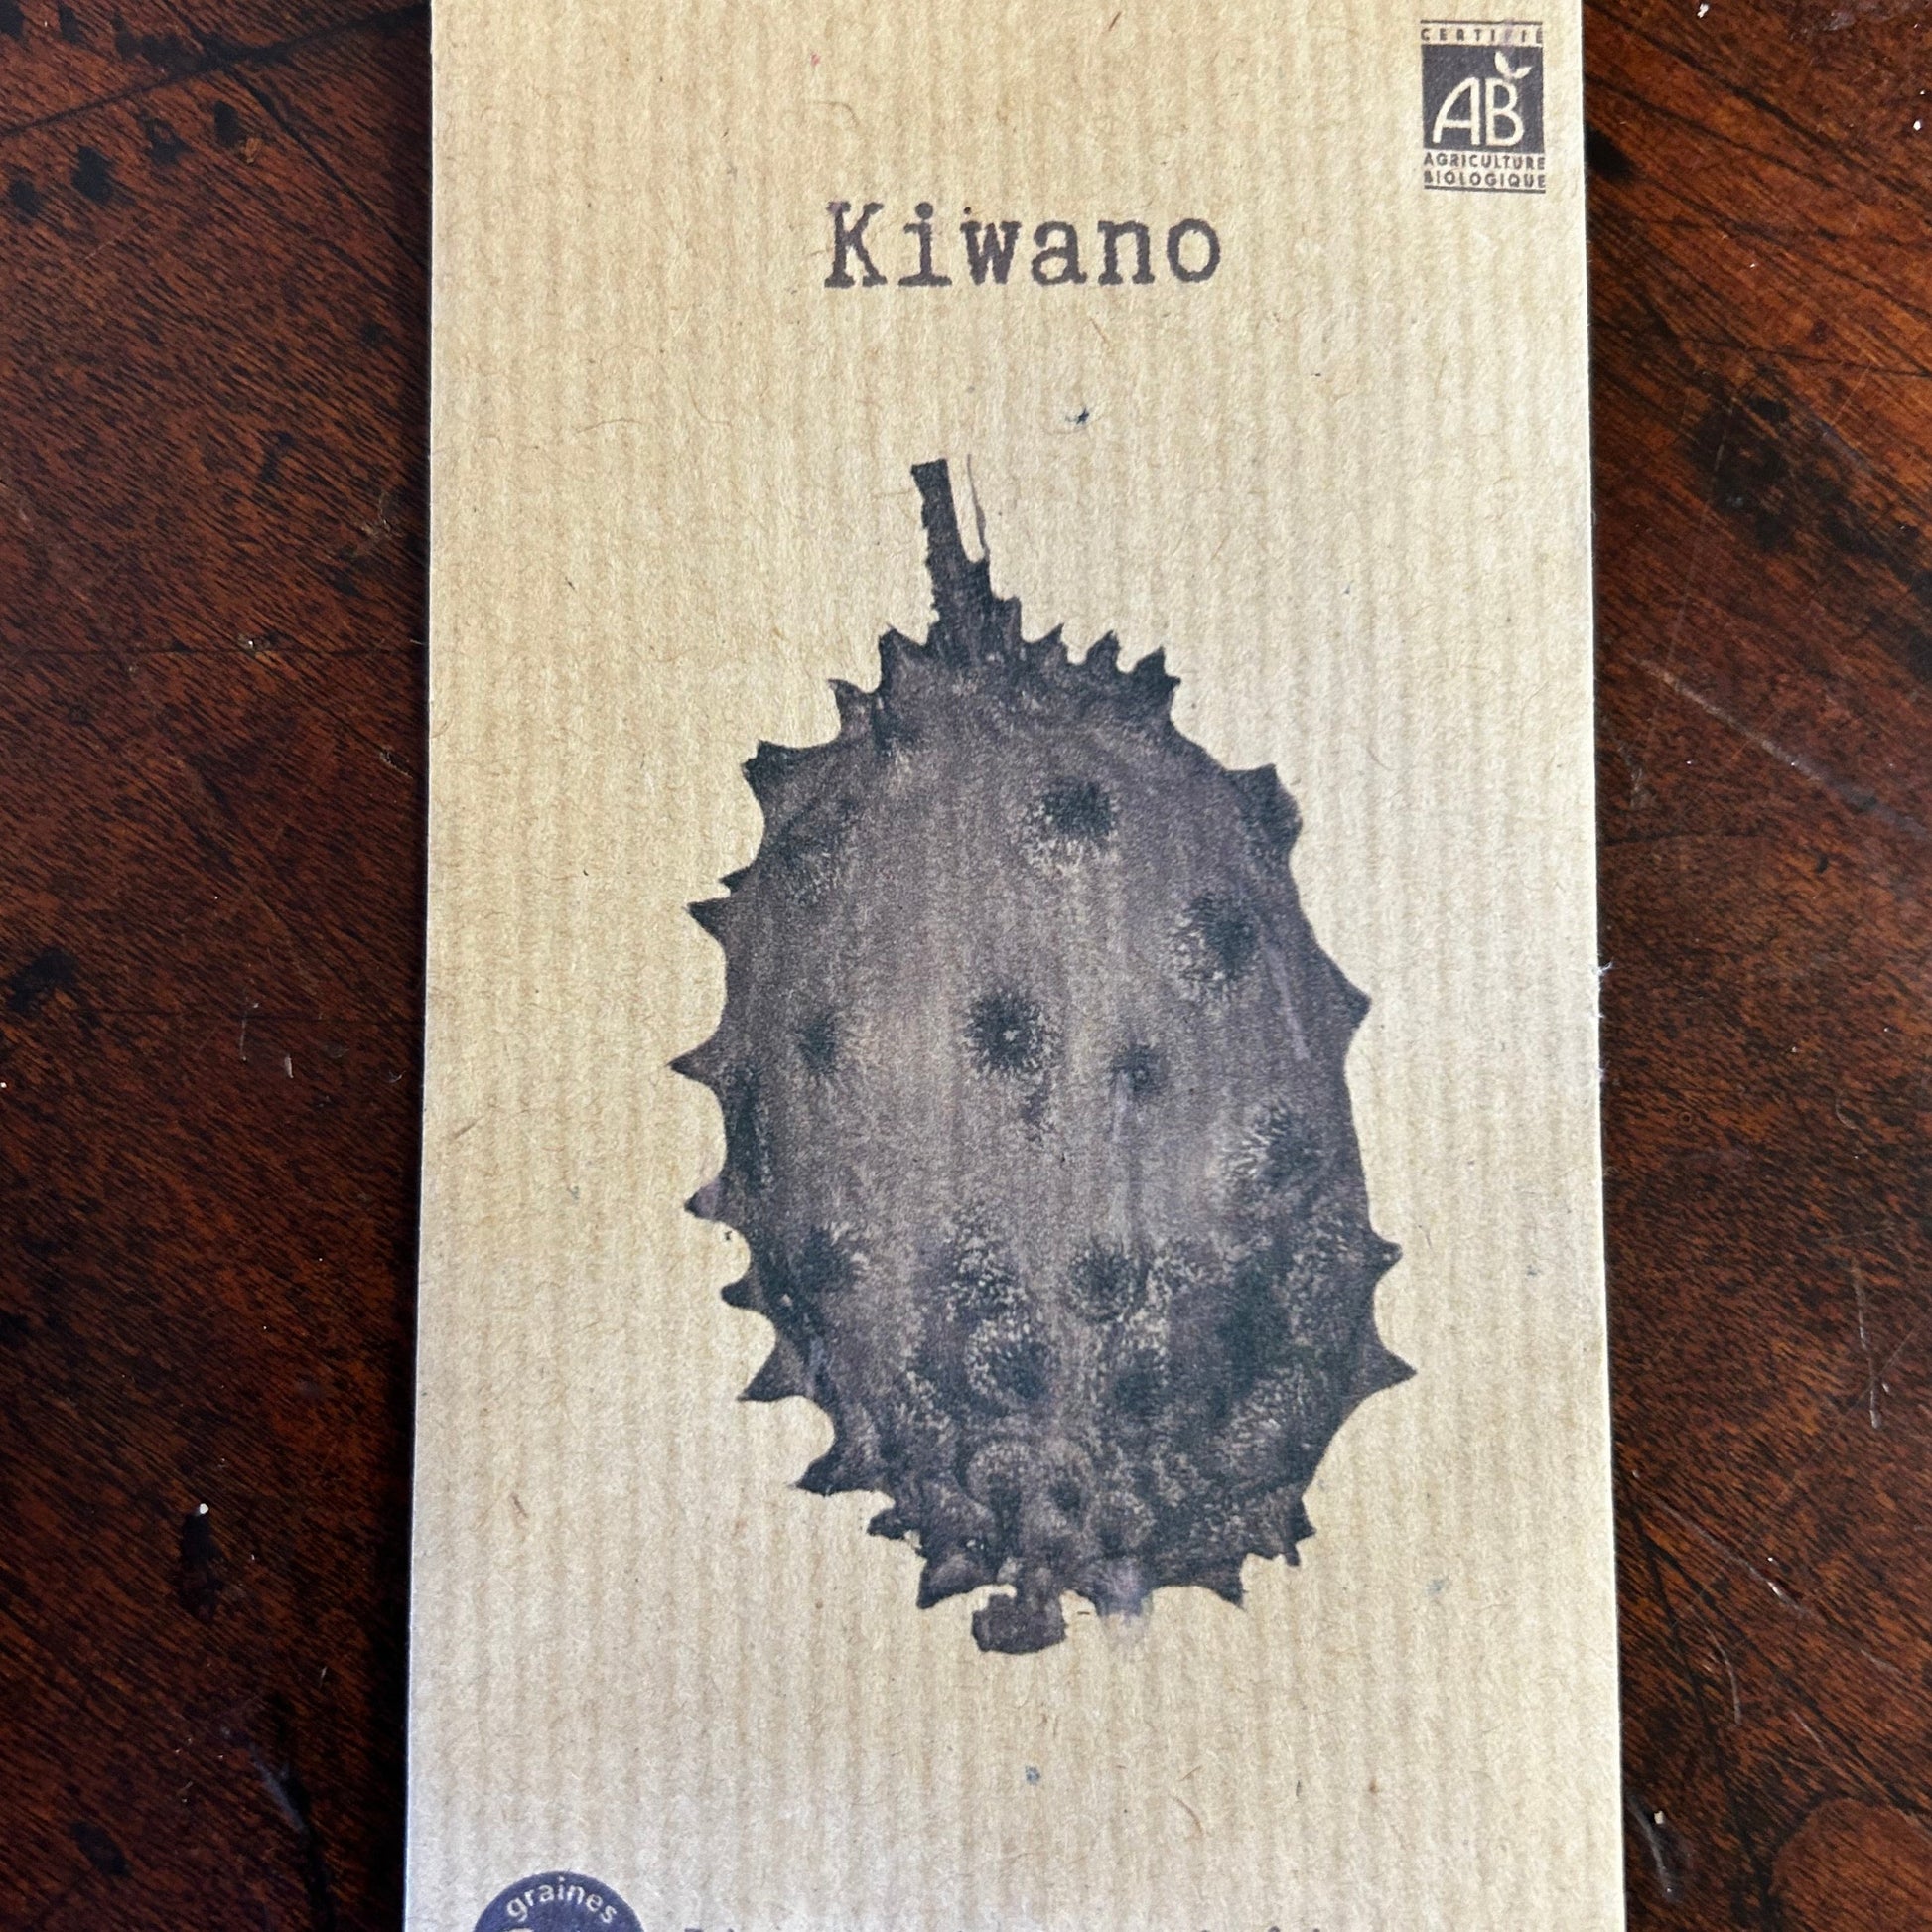 CERTIFIÉ
AB
AGRICULTURE
BIOLOGIQUE
Kiwano
graines